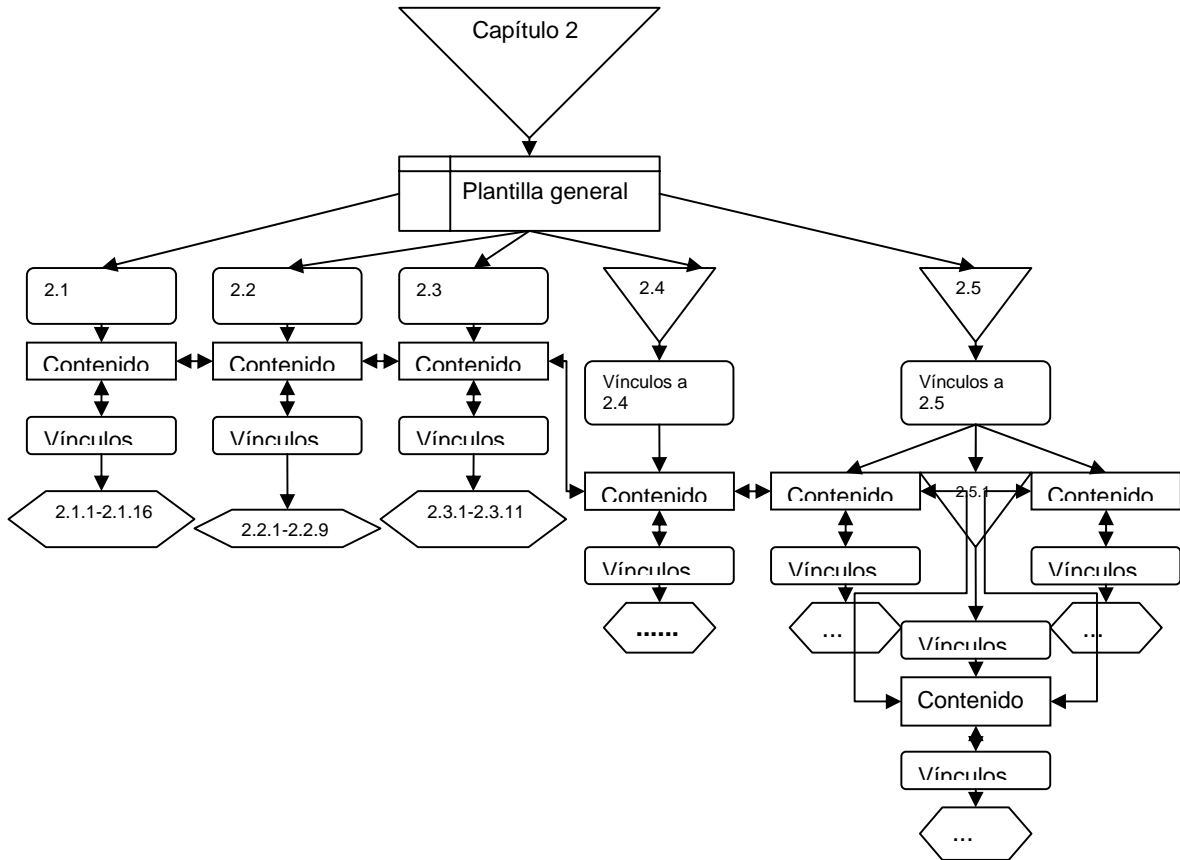 Capítulo 2
Plantilla general
2.1
2.2
2.3
2.4
2.5
Contenido
Contenido
Contenido
Vínculos a
2.4
Vínculos a
2.5
Vínculos
Vínculos
Vínculos
Contenido
Contenido
2.5.1
Contenido
2.1.1-2.1.16
2.2.1-2.2.9
2.3.1-2.3.11
Vínculos
Vínculos
Vínculos
......
...
...
Vínculos
Contenido
Vínculos
...